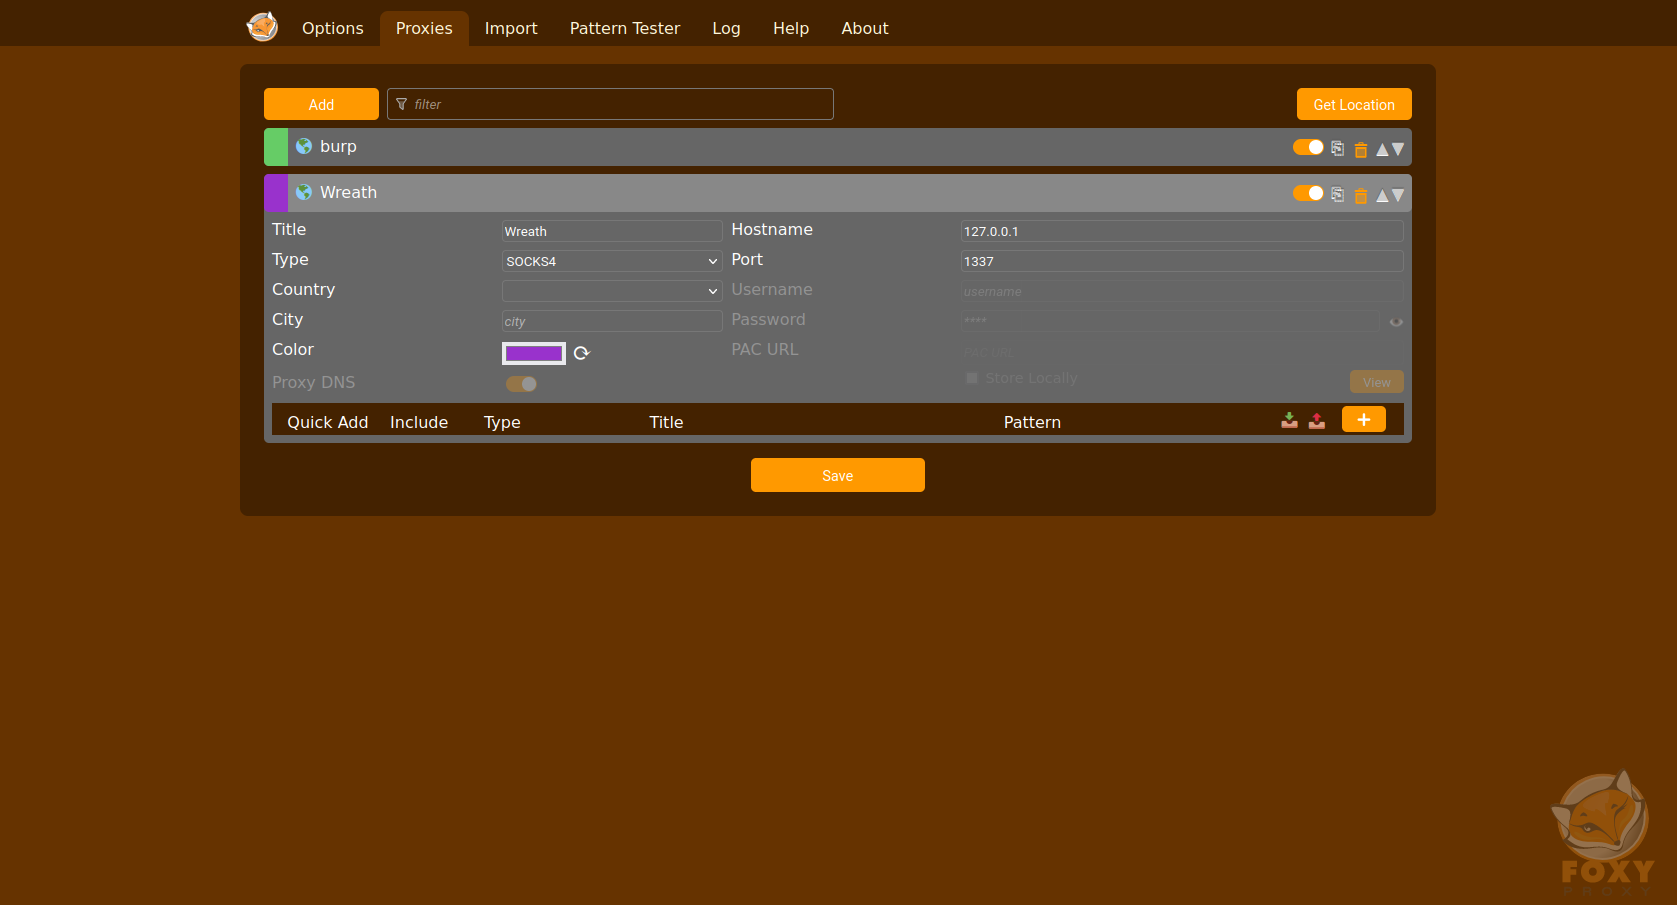 Options Proxies Import Pattern Tester Log Help About
Add filter Get Location
burp
Wreath
Title Wreath Hostname 127.0.0.1
Type SOCKS4 Port 1337
Country Username username
City city Password ****
Color PAC URL PAC URL
Proxy DNS Store Locally View
Quick Add Include Type Title Pattern +
Save
FOXY
PROXY